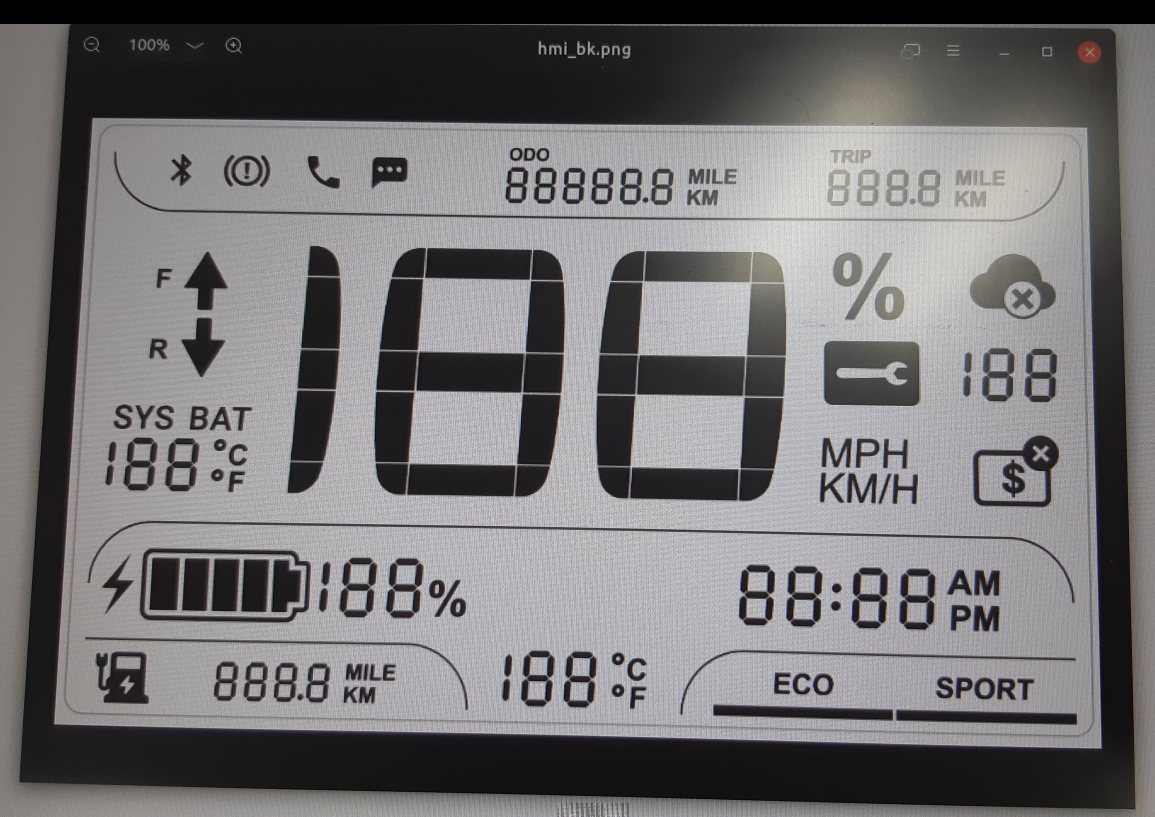 100%
hmi_bk.png
ODO
88888.8 MILE
KM
TRIP
888.8 MILE
KM
F
R
SYS BAT
188 °C
°F
188
%
188
MPH
KM/H
$
188%
88:88 AM
PM
888.8 MILE
KM
188 °C
°F
ECO
SPORT